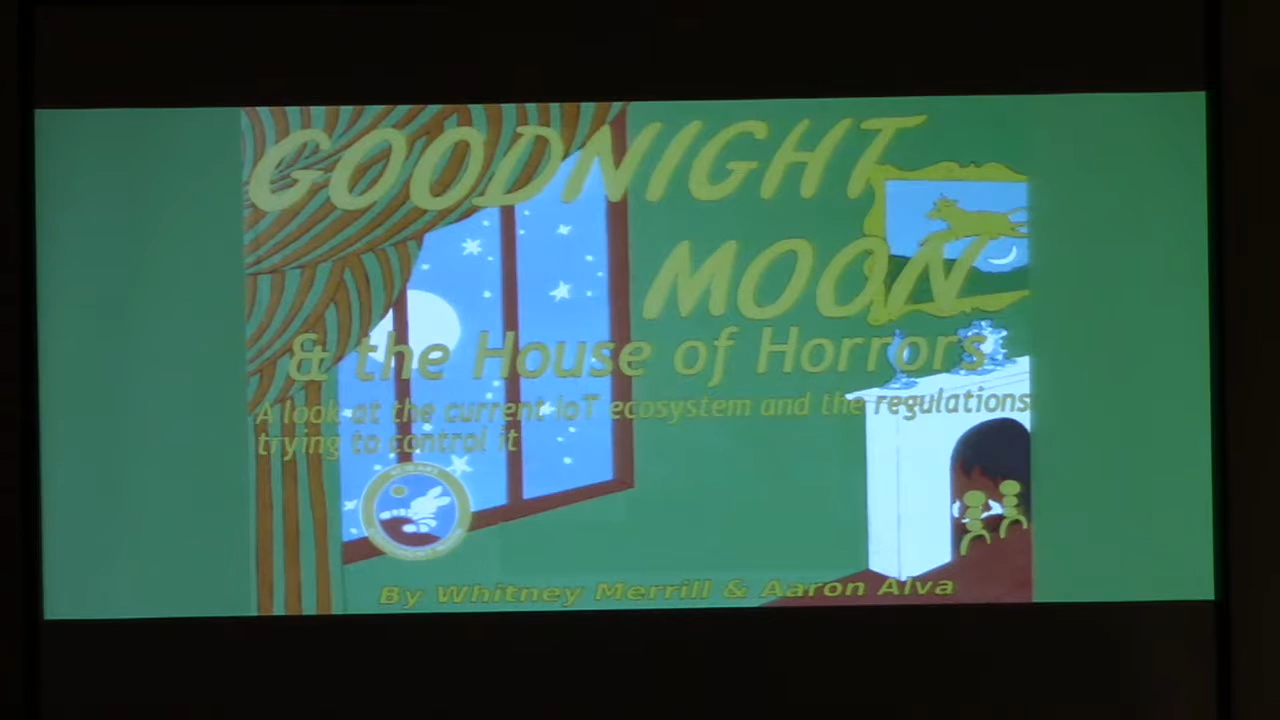 GOODNIGHT
MOON
& the House of Horrors
A look at the current IoT ecosystem and the regulations
trying to control it
By Whitney Merrill & Aaron Alva